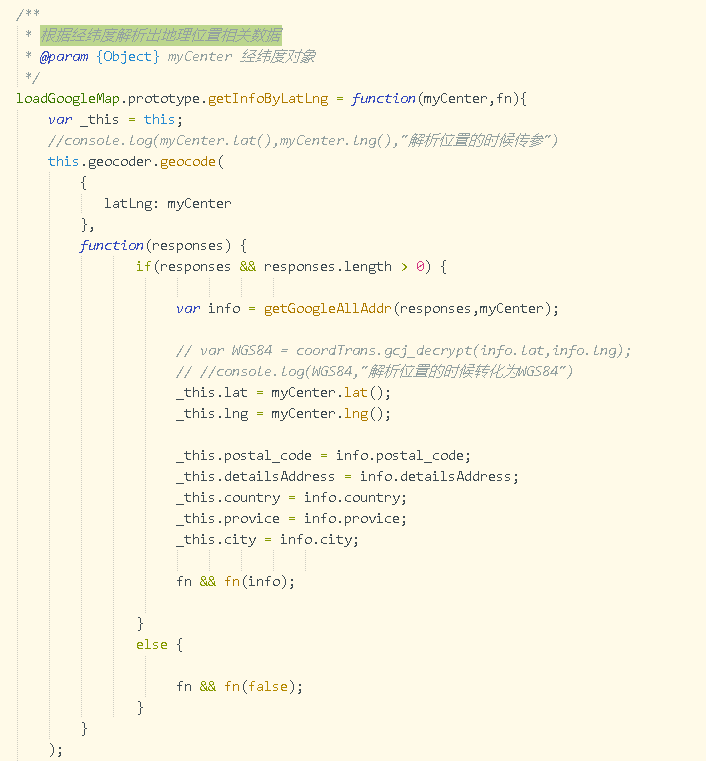 /**
 * 根据经纬度解析出地理位置相关数据
 * @param {Object} myCenter 经纬度对象
 */
loadGoogleMap.prototype.getInfoByLatLng = function(myCenter,fn){
    var _this = this;
    //console.log(myCenter.lat(),myCenter.lng(),"解析位置的时候传参")
    this.geocoder.geocode(
        {
           latLng: myCenter
        },
        function(responses) {
               if(responses && responses.length > 0) {
                    var info = getGoogleAllAddr(responses,myCenter);
                    // var WGS84 = coordTrans.gcj_decrypt(info.lat,info.lng);
                    // //console.log(WGS84,"解析位置的时候转化为WGS84")
                    _this.lat = myCenter.lat();
                    _this.lng = myCenter.lng();
                    _this.postal_code = info.postal_code;
                    _this.detailsAddress = info.detailsAddress;
                    _this.country = info.country;
                    _this.provice = info.provice;
                    _this.city = info.city;
                    fn && fn(info);
               }
               else {
                    fn && fn(false);
               }
        }
    );